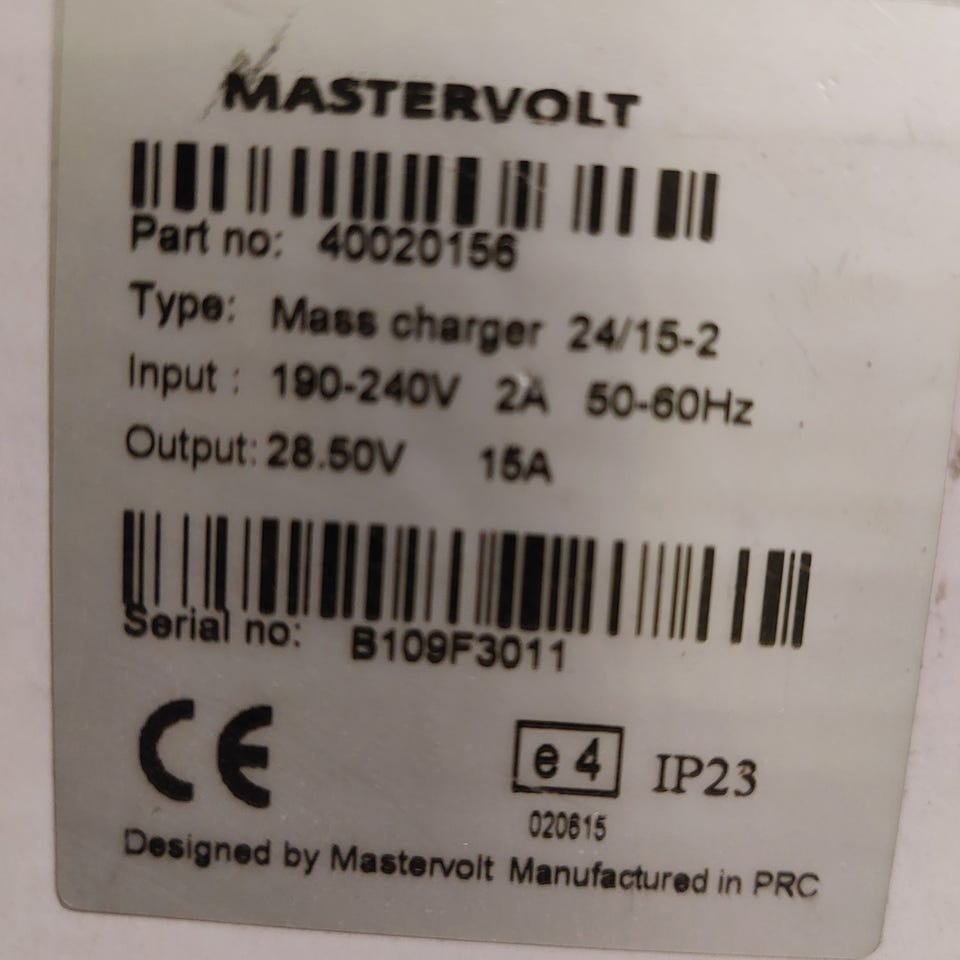 MASTERVOLT
Part no: 40020156
Type: Mass charger 24/15-2
Input : 190-240V 2A 50-60Hz
Output: 28.50V 15A
Serial no: B109F3011
CE
e 4 IP23
020615
Designed by Mastervolt Manufactured in PRC